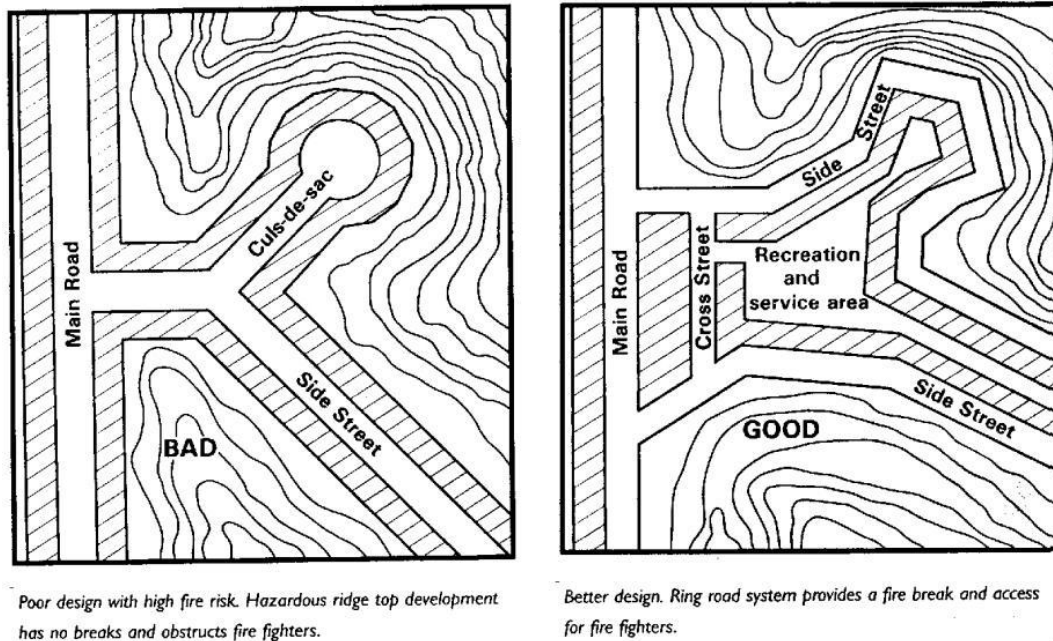 Main Road
Culs-de-sac
Side Street
BAD
Poor design with high fire risk. Hazardous ridge top development
has no breaks and obstructs fire fighters.
Main Road
Cross Street
Side
Street
Recreation
and
service area
Side Street
GOOD
Better design. Ring road system provides a fire break and access
for fire fighters.